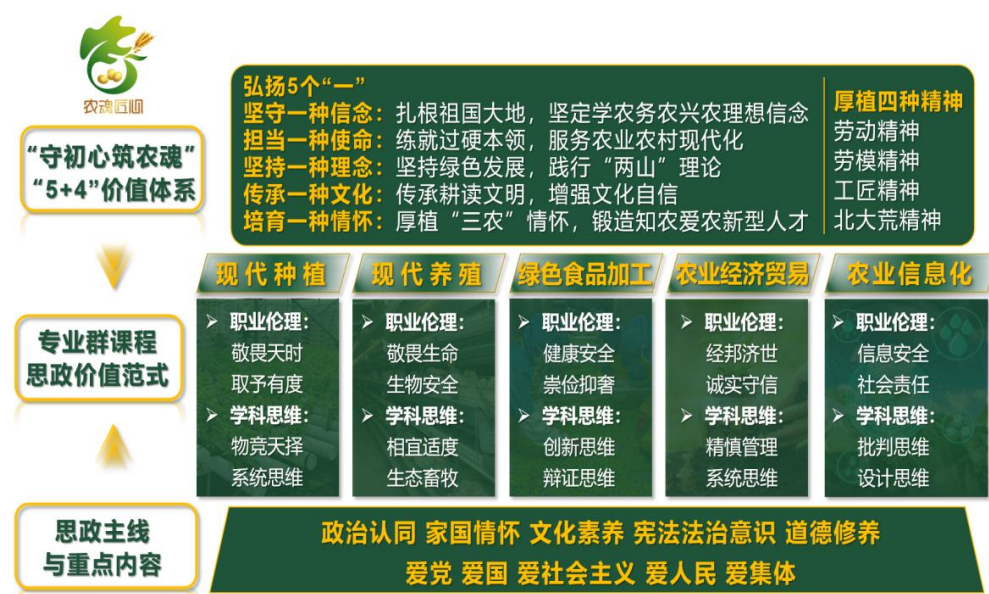 农魂匠心
“守初心筑农魂”
“5+4”价值体系
弘扬5个“一”
坚守一种信念：扎根祖国大地，坚定学农务农兴农理想信念
担当一种使命：练就过硬本领，服务农业农村现代化
坚持一种理念：坚持绿色发展，践行“两山”理论
传承一种文化：传承耕读文明，增强文化自信
培育一种情怀：厚植“三农”情怀，锻造知农爱农新型人才
厚植四种精神
劳动精神
劳模精神
工匠精神
北大荒精神
专业群课程
思政价值范式
现代种植
职业伦理：
敬畏天时
取予有度
学科思维：
物竞天择
系统思维
现代养殖
职业伦理：
敬畏生命
生物安全
学科思维：
相宜适度
生态畜牧
绿色食品加工
职业伦理：
健康安全
崇俭抑奢
学科思维：
创新思维
辩证思维
农业经济贸易
职业伦理：
经邦济世
诚实守信
学科思维：
精慎管理
系统思维
农业信息化
职业伦理：
信息安全
社会责任
学科思维：
批判思维
设计思维
思政主线
与重点内容
政治认同 家国情怀 文化素养 宪法法治意识 道德修养
爱党 爱国 爱社会主义 爱人民 爱集体